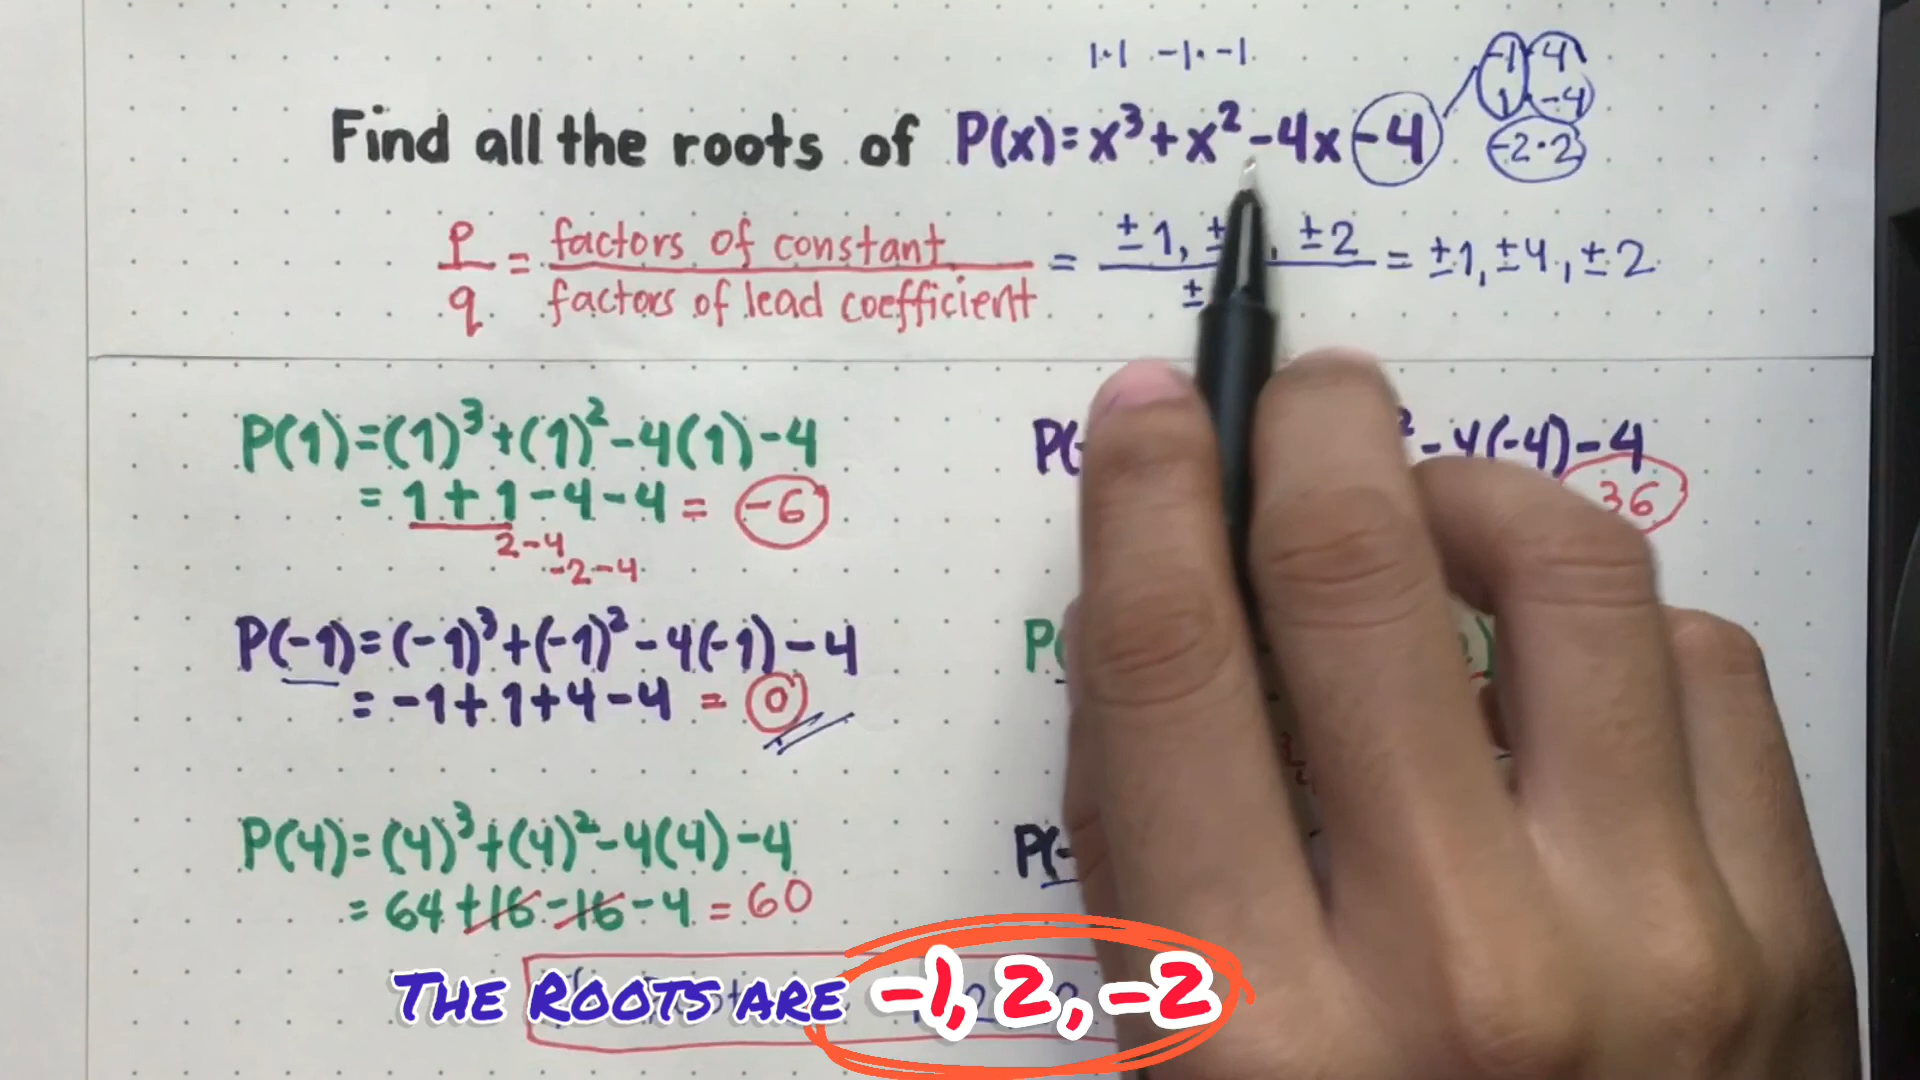 1·1 -1·-1
-1 4
1 -4
-2·2
Find all the roots of P(x)=x³+x²-4x-4
p/q = factors of constant/factors of lead coefficient = ±1, ± , ±2/± = ±1, ±4, ±2
P(1)=(1)³+(1)²-4(1)-4
= 1+1-4-4 = -6
2-4
-2-4
P(-1)=(-1)³+(-1)²-4(-1)-4
= -1+1+4-4 = 0
P(4)=(4)³+(4)²-4(4)-4
= 64+16-16-4 = 60
P(- ² -4(-4)-4
36
P(
P(-
The Roots are -1, 2, -2